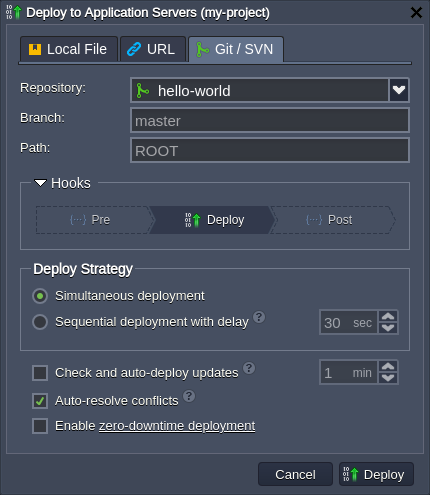 Deploy to Application Servers (my-project)
Local File URL Git / SVN
Repository: hello-world
Branch: master
Path: ROOT
Hooks
Pre Deploy Post
Deploy Strategy
Simultaneous deployment
Sequential deployment with delay ? 30 sec
Check and auto-deploy updates ? 1 min
Auto-resolve conflicts ?
Enable zero-downtime deployment
Cancel Deploy